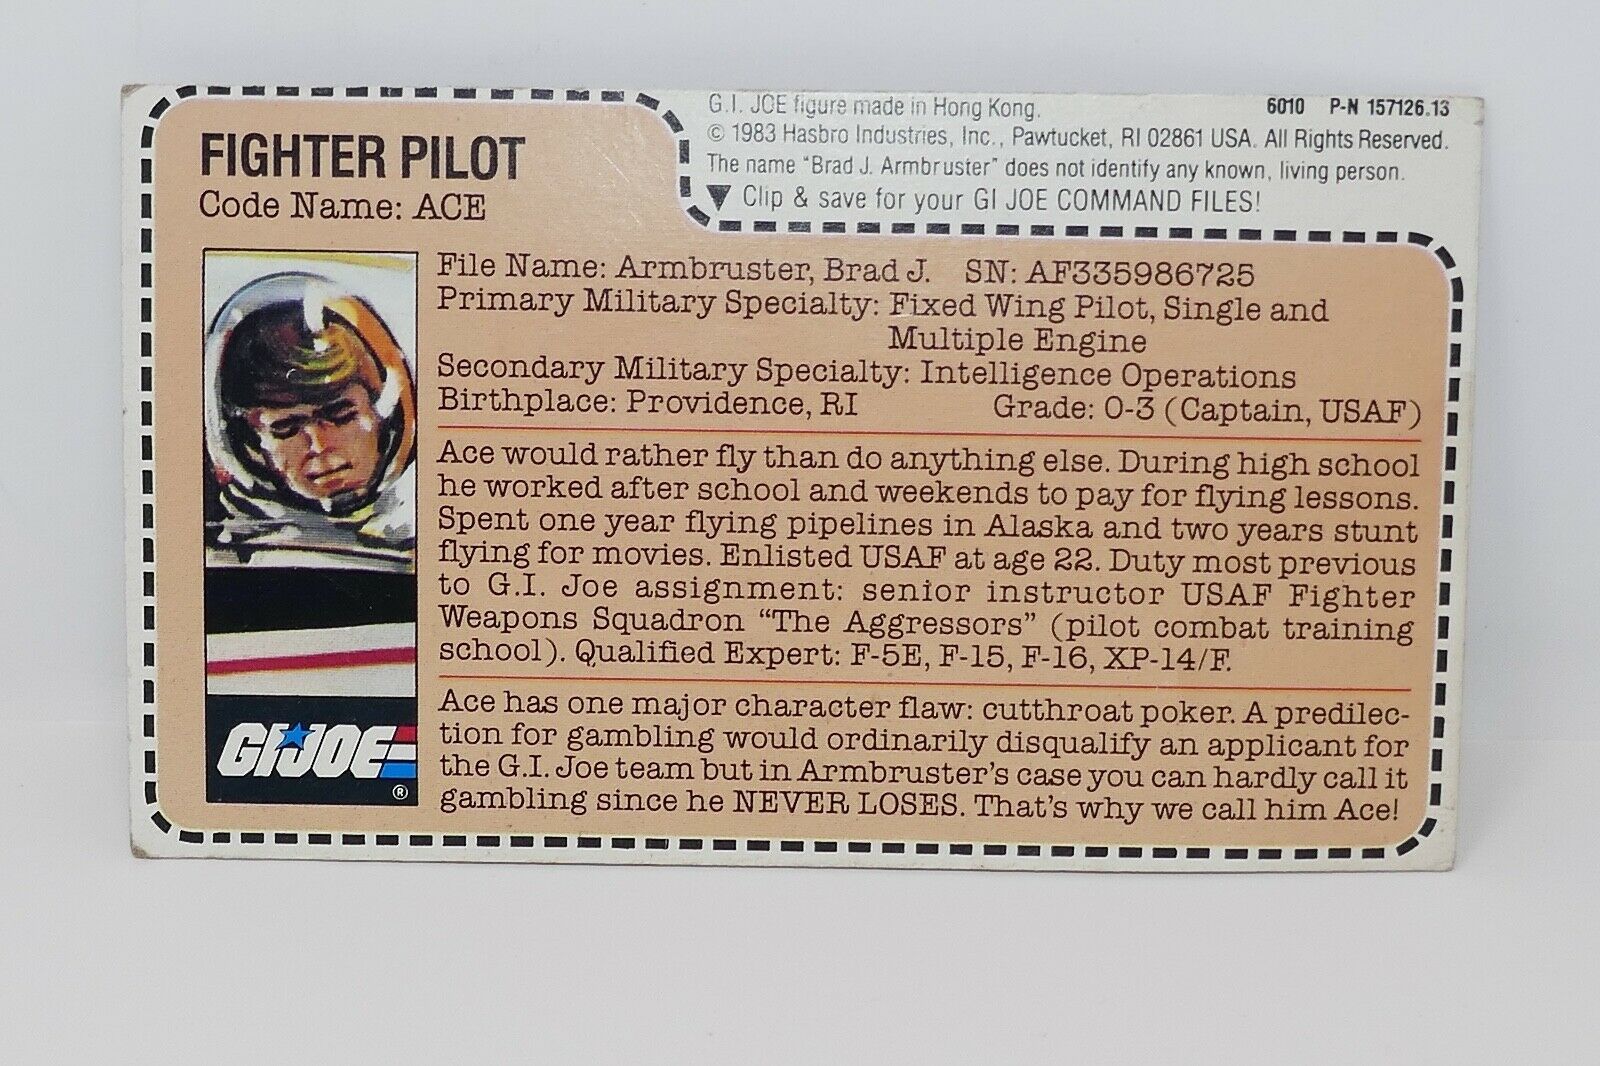 G.I. JOE figure made in Hong Kong. 6010 P-N 157126.13
© 1983 Hasbro Industries, Inc., Pawtucket, RI 02861 USA. All Rights Reserved.
The name "Brad J. Armbruster" does not identify any known, living person.
▼ Clip & save for your GI JOE COMMAND FILES!
FIGHTER PILOT
Code Name: ACE
File Name: Armbruster, Brad J. SN: AF335986725
Primary Military Specialty: Fixed Wing Pilot, Single and
Multiple Engine
Secondary Military Specialty: Intelligence Operations
Birthplace: Providence, RI Grade: O-3 (Captain, USAF)
Ace would rather fly than do anything else. During high school
he worked after school and weekends to pay for flying lessons.
Spent one year flying pipelines in Alaska and two years stunt
flying for movies. Enlisted USAF at age 22. Duty most previous
to G.I. Joe assignment: senior instructor USAF Fighter
Weapons Squadron "The Aggressors" (pilot combat training
school). Qualified Expert: F-5E, F-15, F-16, XP-14/F.
Ace has one major character flaw: cutthroat poker. A predilec-
tion for gambling would ordinarily disqualify an applicant for
the G.I. Joe team but in Armbruster's case you can hardly call it
gambling since he NEVER LOSES. That's why we call him Ace!
GI JOE
®